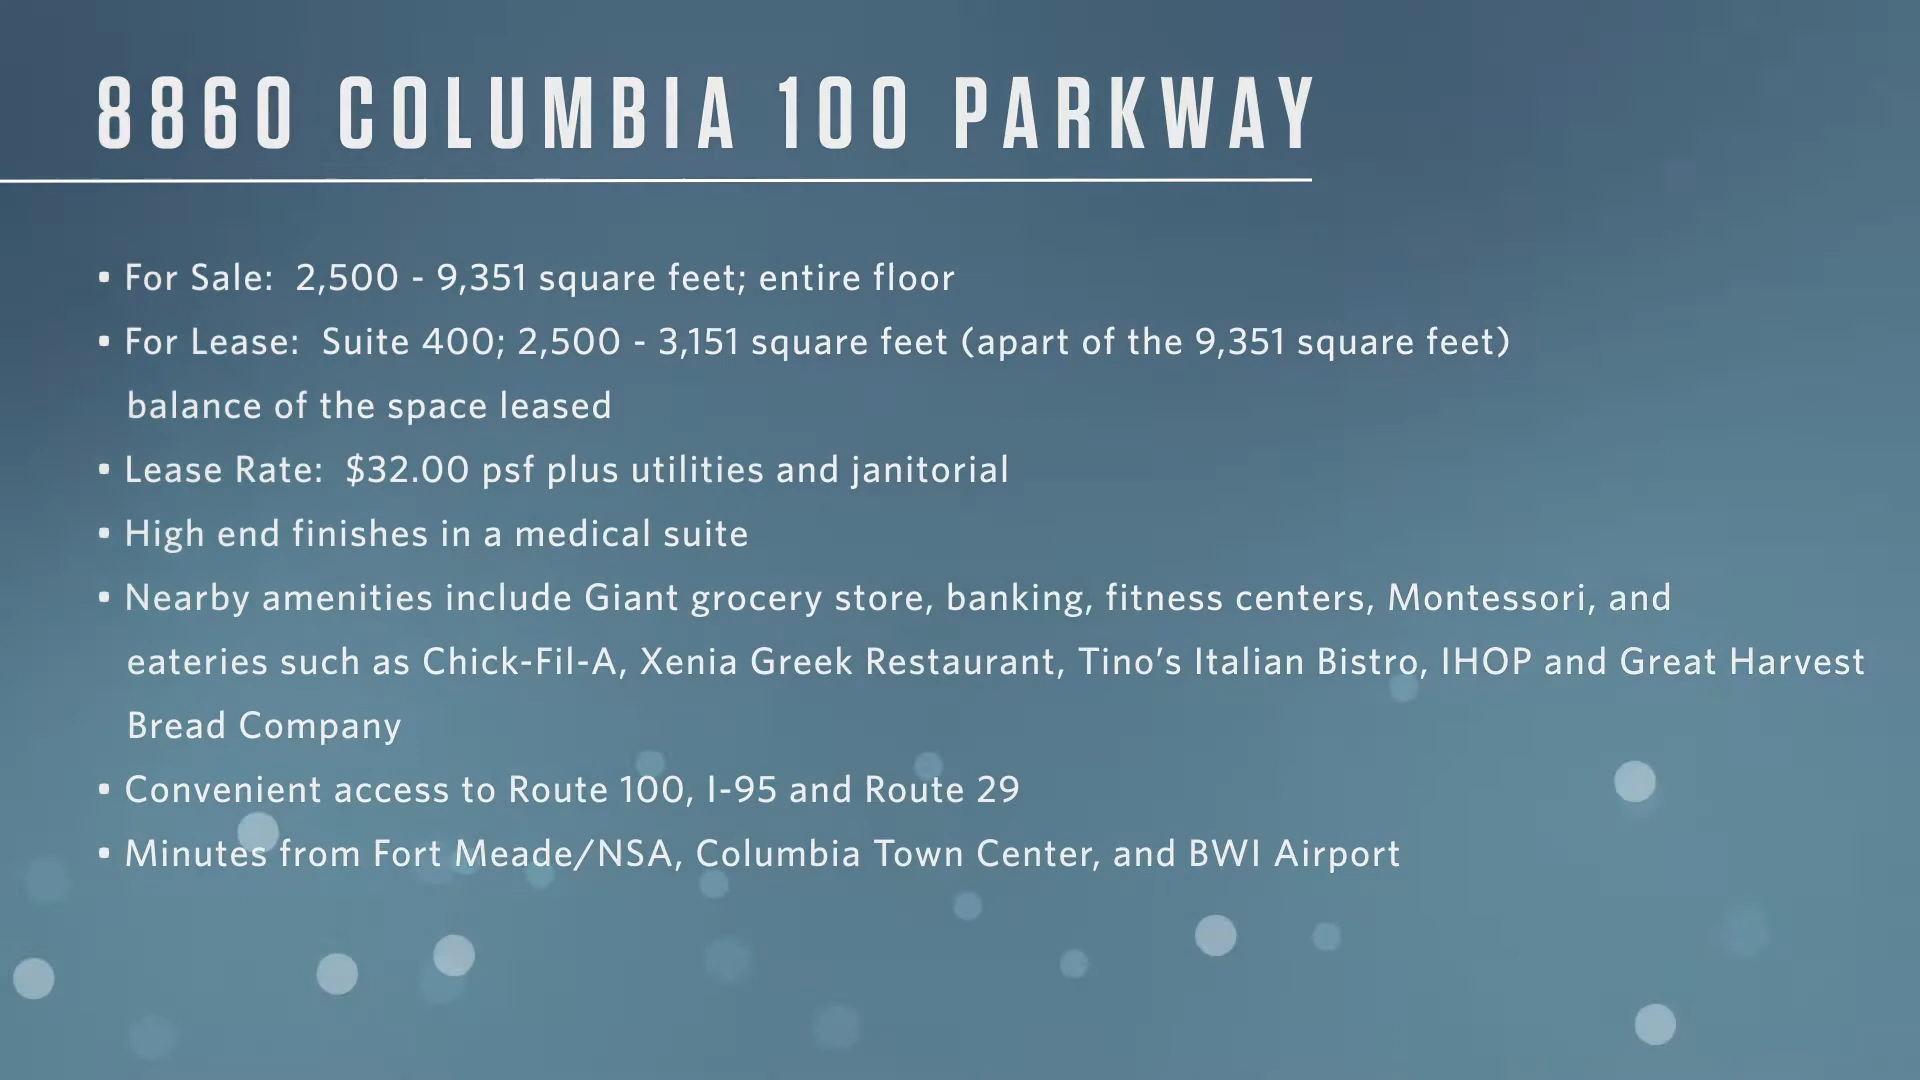 8860 COLUMBIA 100 PARKWAY
• For Sale:  2,500 - 9,351 square feet; entire floor
• For Lease:  Suite 400; 2,500 - 3,151 square feet (apart of the 9,351 square feet)
balance of the space leased
• Lease Rate:  $32.00 psf plus utilities and janitorial
• High end finishes in a medical suite
• Nearby amenities include Giant grocery store, banking, fitness centers, Montessori, and
eateries such as Chick-Fil-A, Xenia Greek Restaurant, Tino’s Italian Bistro, IHOP and Great Harvest
Bread Company
• Convenient access to Route 100, I-95 and Route 29
• Minutes from Fort Meade/NSA, Columbia Town Center, and BWI Airport